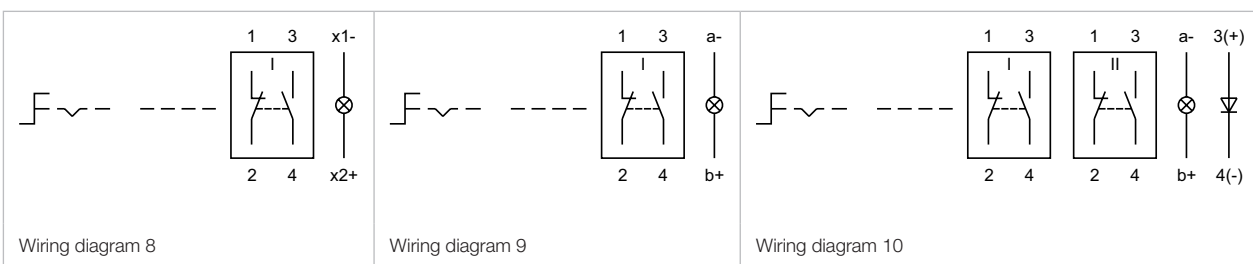 1 3 x1-
I
2 4 x2+
Wiring diagram 8
1 3 a-
I
2 4 b+
Wiring diagram 9
1 3 1 3 a- 3(+)
I II
2 4 2 4 b+ 4(-)
Wiring diagram 10